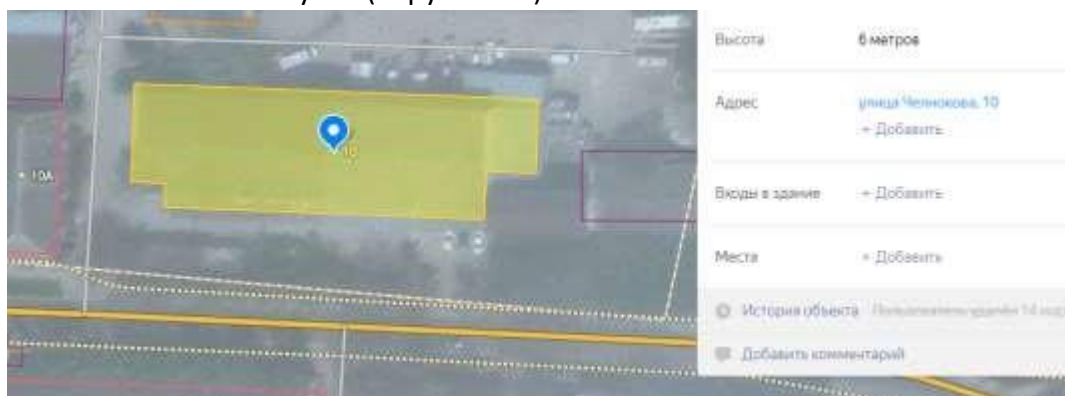 Высота 6 метров
Адрес улица Челнокова, 10
+ Добавить
10
10А
Входы в здание + Добавить
Места + Добавить
История объекта
Добавить комментарий